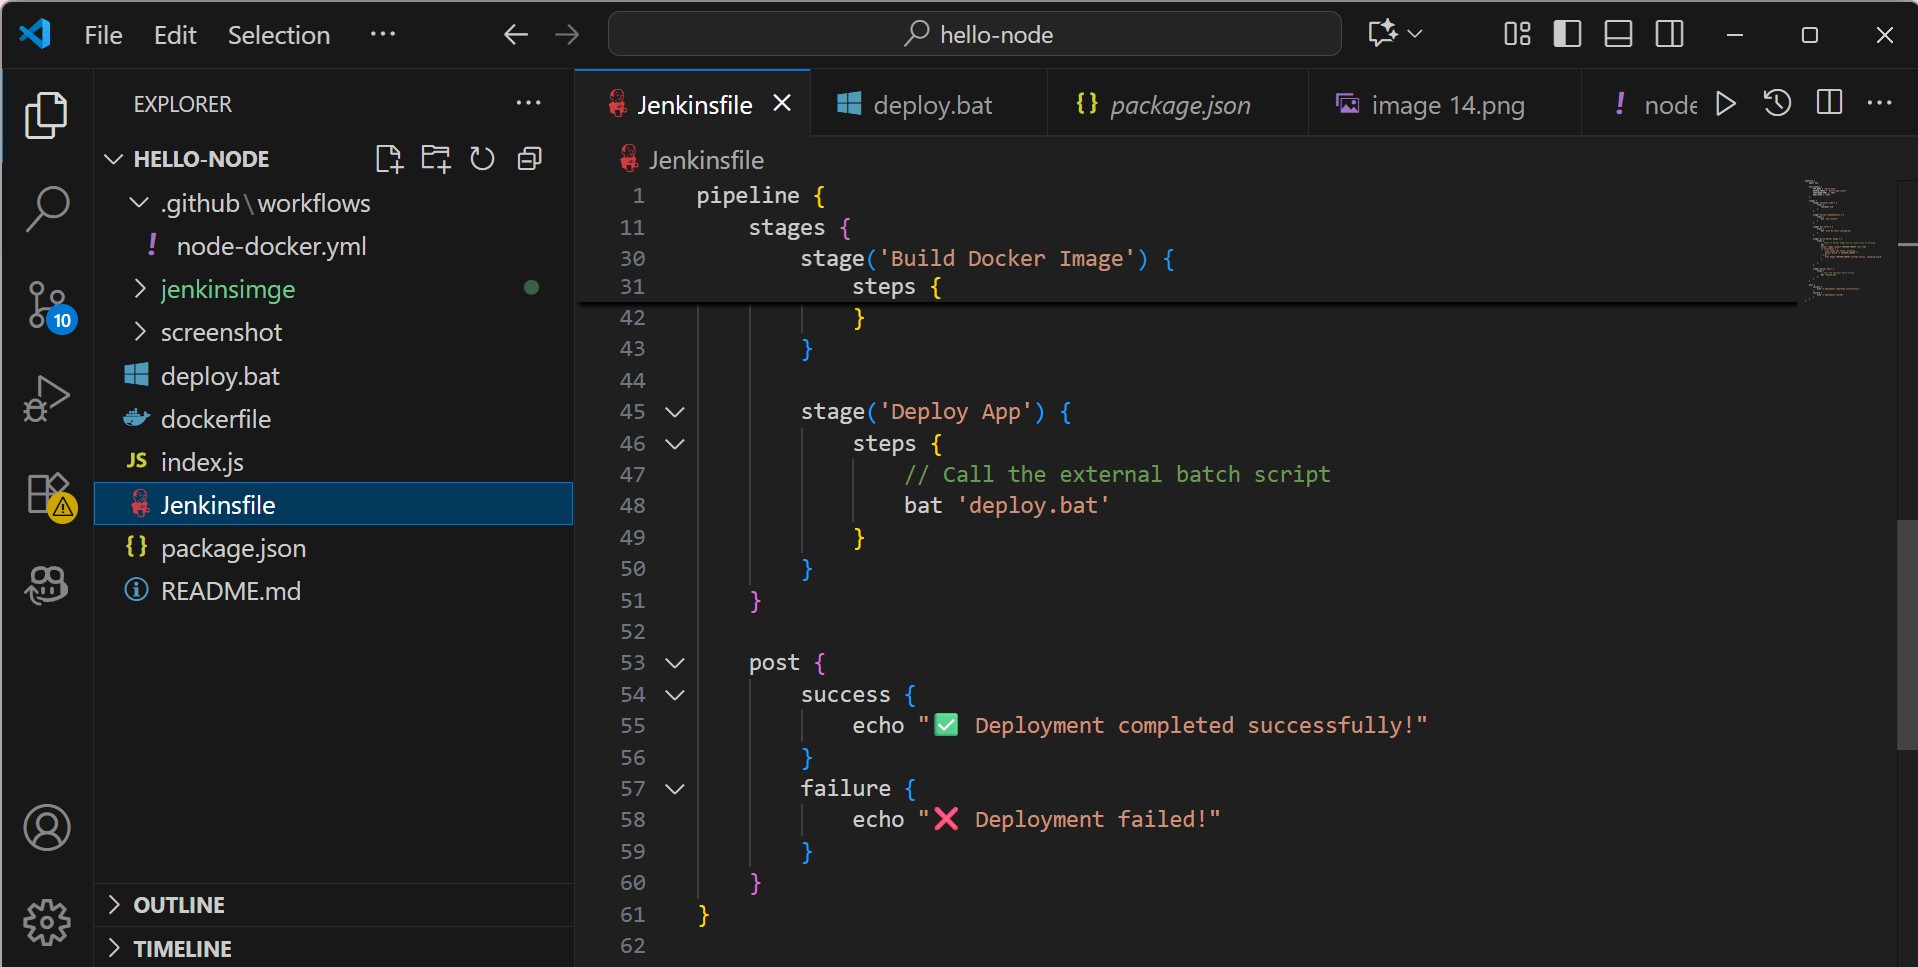 File Edit Selection ···
hello-node
EXPLORER ···
HELLO-NODE
.github\workflows
! node-docker.yml
jenkinsimge
screenshot
deploy.bat
dockerfile
JS index.js
Jenkinsfile
{} package.json
README.md
10
OUTLINE
TIMELINE
Jenkinsfile
deploy.bat
{} package.json
image 14.png
! node
···
Jenkinsfile
1 pipeline {
11 stages {
30 stage('Build Docker Image') {
31 steps {
42 }
43 }
44
45 stage('Deploy App') {
46 steps {
47 // Call the external batch script
48 bat 'deploy.bat'
49 }
50 }
51 }
52
53 post {
54 success {
55 echo "✅ Deployment completed successfully!"
56 }
57 failure {
58 echo "❌ Deployment failed!"
59 }
60 }
61 }
62